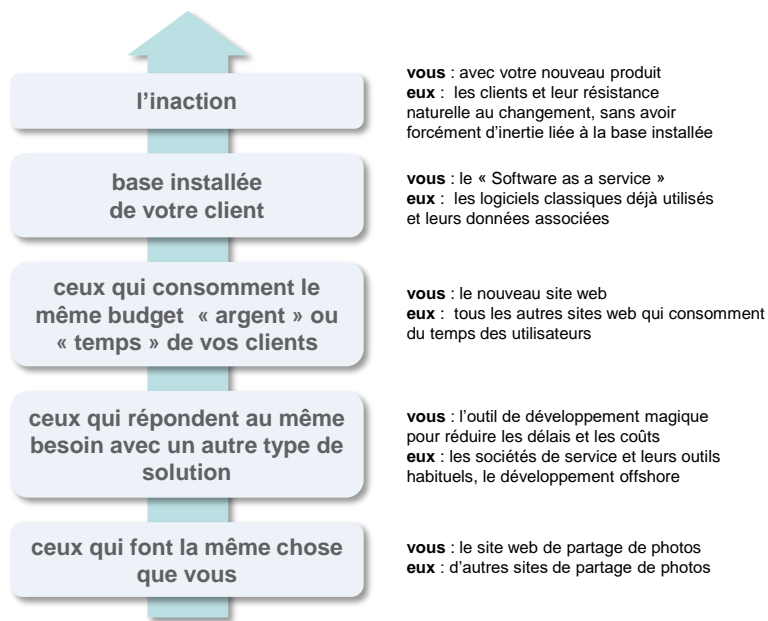 l'inaction
vous : avec votre nouveau produit
eux : les clients et leur résistance
naturelle au changement, sans avoir
forcément d'inertie liée à la base installée
base installée
de votre client
vous : le « Software as a service »
eux : les logiciels classiques déjà utilisés
et leurs données associées
ceux qui consomment le
même budget « argent » ou
« temps » de vos clients
vous : le nouveau site web
eux : tous les autres sites web qui consomment
du temps des utilisateurs
ceux qui répondent au même
besoin avec un autre type de
solution
vous : l'outil de développement magique
pour réduire les délais et les coûts
eux : les sociétés de service et leurs outils
habituels, le développement offshore
ceux qui font la même chose
que vous
vous : le site web de partage de photos
eux : d'autres sites de partage de photos